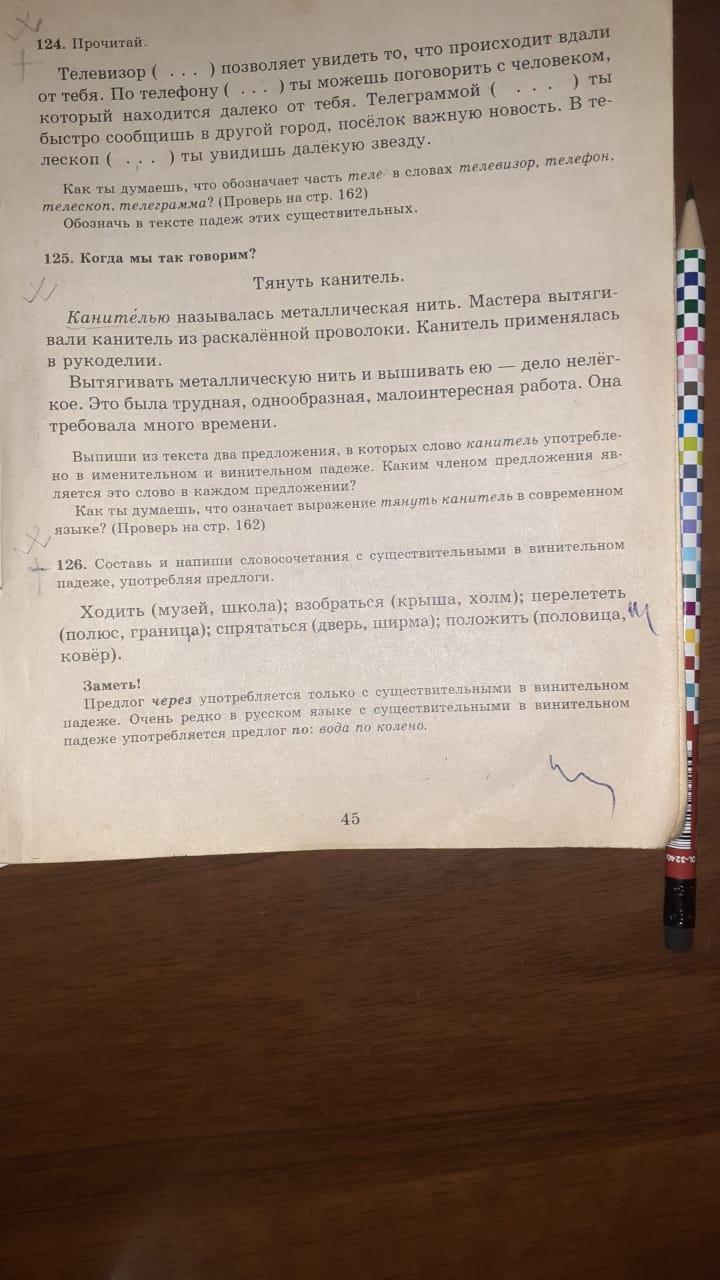 124. Прочитай.
Телевизор ( . . . ) позволяет увидеть то, что происходит вдали
от тебя. По телефону ( . . . ) ты можешь поговорить с человеком,
который находится далеко от тебя. Телеграммой ( . . . ) ты
быстро сообщишь в другой город, посёлок важную новость. В те-
лескоп ( . . . ) ты увидишь далёкую звезду.
Как ты думаешь, что обозначает часть теле- в словах телевизор, телефон,
телескоп, телеграмма? (Проверь на стр. 162)
Обозначь в тексте падеж этих существительных.
125. Когда мы так говорим?
Тянуть канитель.
Кани́те́лью называлась металлическая нить. Мастера вытяги-
вали канитель из раскалённой проволоки. Канитель применялась
в рукоделии.
Вытягивать металлическую нить и вышивать ею — дело нелёг-
кое. Это была трудная, однообразная, малоинтересная работа. Она
требовала много времени.
Выпиши из текста два предложения, в которых слово канитель употребле-
но в именительном и винительном падеже. Каким членом предложения яв-
ляется это слово в каждом предложении?
Как ты думаешь, что означает выражение тянуть канитель в современном
языке? (Проверь на стр. 162)
126. Составь и напиши словосочетания с существительными в винительном
падеже, употребляя предлоги.
Ходить (музей, школа); взобраться (крыша, холм); перелететь
(полюс, граница); спрятаться (дверь, ширма); положить (половица,
ковёр).
Заметь!
Предлог через употребляется только с существительными в винительном
падеже. Очень редко в русском языке с существительными в винительном
падеже употребляется предлог по: вода по колено.
45
OL-3240